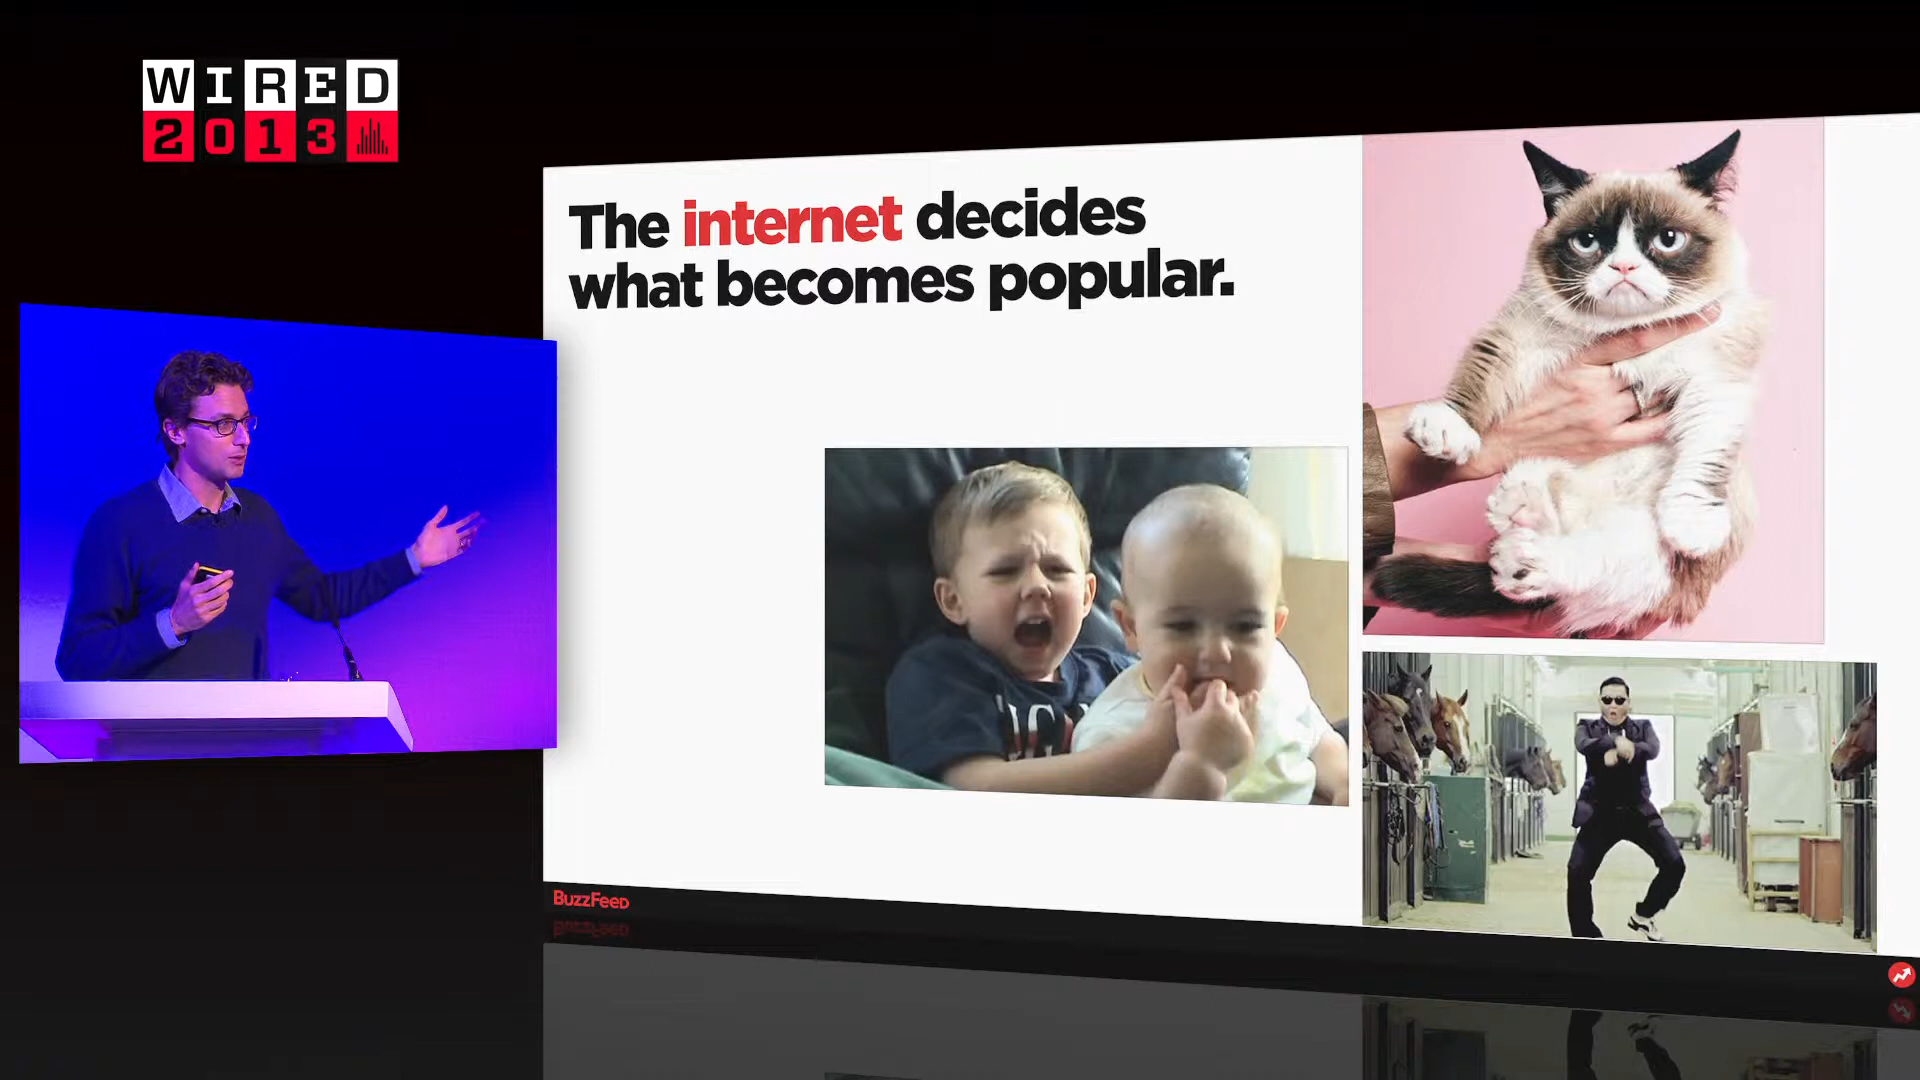 WIRED
2013
The internet decides
what becomes popular.
BuzzFeed